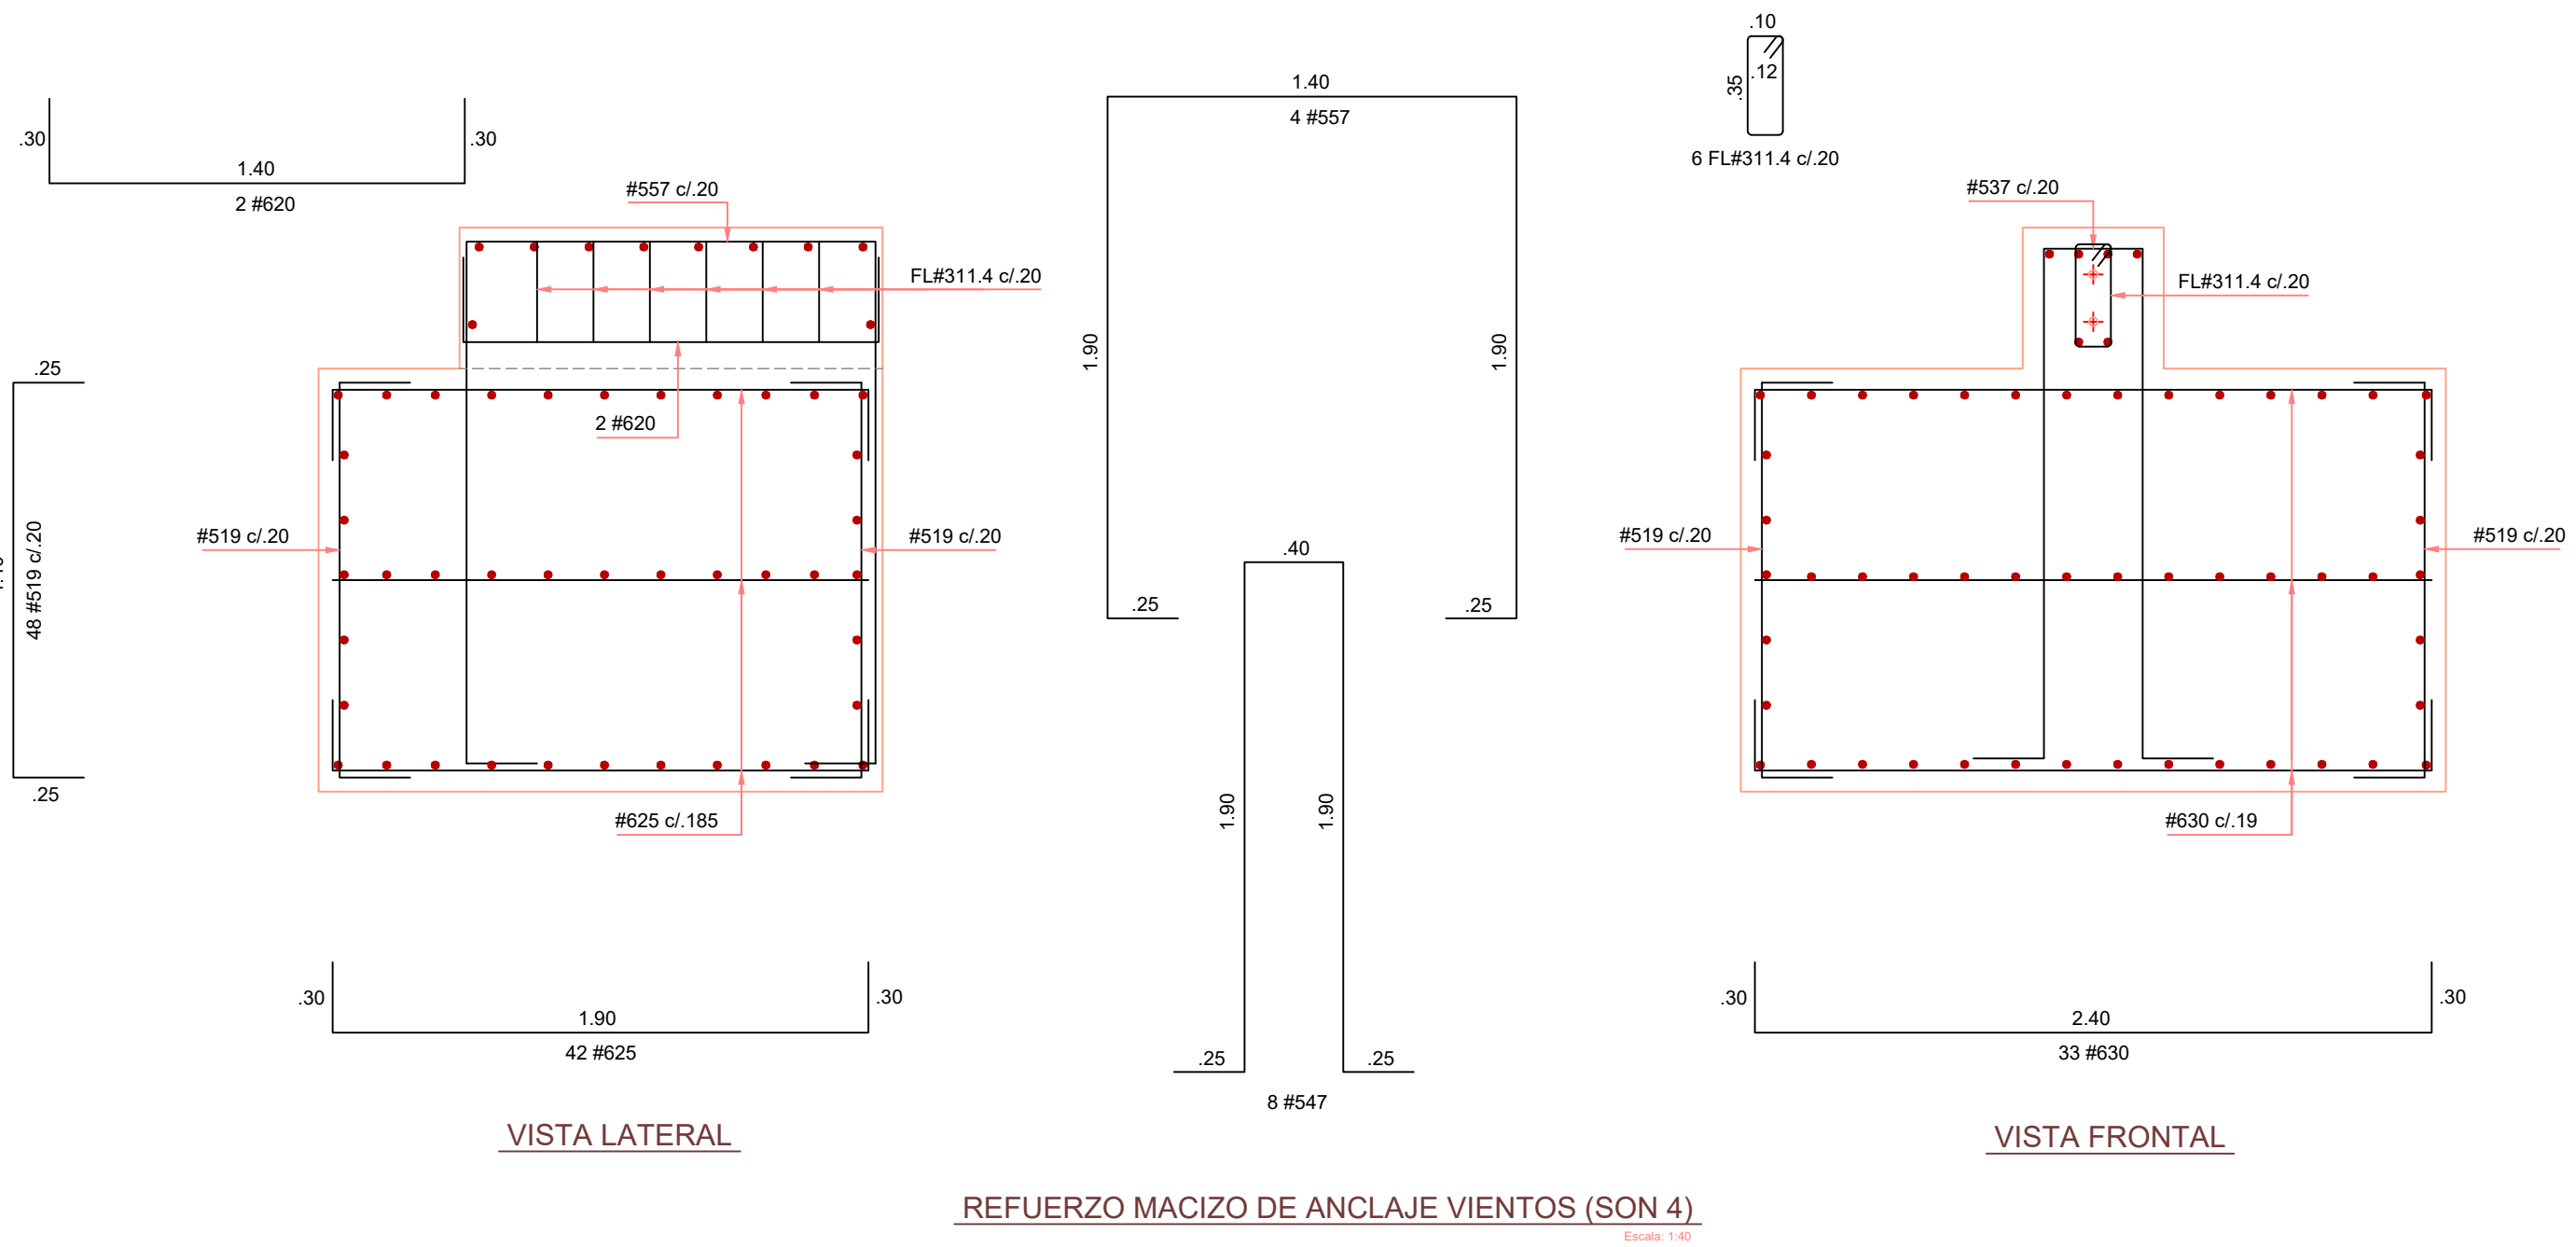 .10
.35
.12
6 FL#311.4 c/.20
1.40
4 #557
1.90
1.90
.25
.25
.30
.30
1.40
2 #620
#557 c/.20
FL#311.4 c/.20
2 #620
.25
48 #519 c/.20
.25
#519 c/.20
#519 c/.20
#625 c/.185
.40
1.90
1.90
.25
.25
8 #547
#537 c/.20
FL#311.4 c/.20
#519 c/.20
#519 c/.20
#630 c/.19
.30
.30
1.90
42 #625
.30
.30
2.40
33 #630
VISTA LATERAL
VISTA FRONTAL
REFUERZO MACIZO DE ANCLAJE VIENTOS (SON 4)
Escala: 1:40